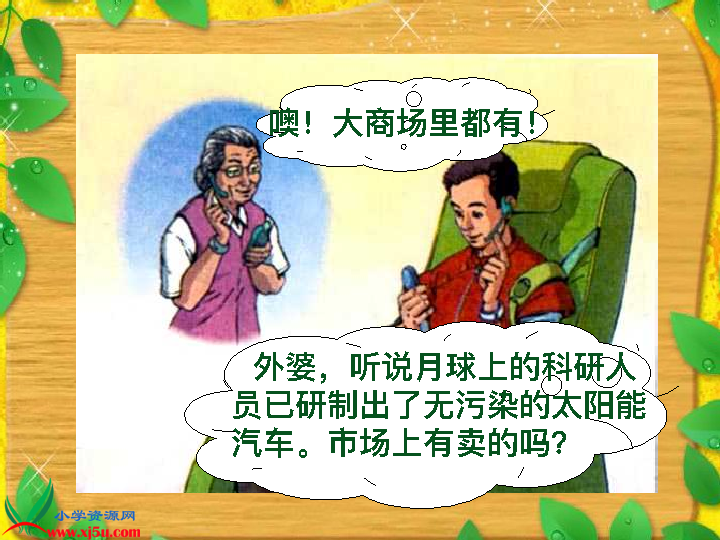 噢！大商场里都有！
外婆，听说月球上的科研人
员已研制出了无污染的太阳能
汽车。市场上有卖的吗？
小学资源网
www.xj5u.com